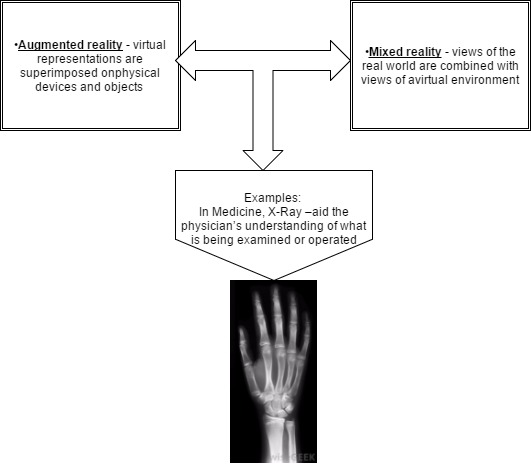 •Augmented reality - virtual
representations are
superimposed onphysical
devices and objects
•Mixed reality - views of the
real world are combined with
views of avirtual environment
Examples:
In Medicine, X-Ray –aid the
physician's understanding of what
is being examined or operated